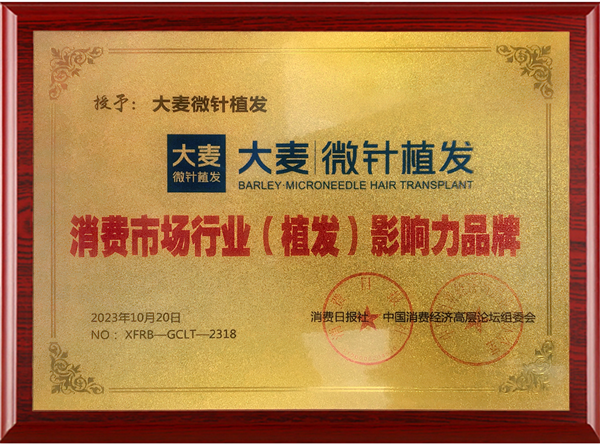 授予：大麦微针植发
大麦
微针植发
大麦|微针植发
BARLEY·MICRONEEDLE HAIR TRANSPLANT
消费市场行业（植发）影响力品牌
2023年10月20日
NO：XFRB—GCLT—2318
消费日报社
中国消费经济高层论坛组委会